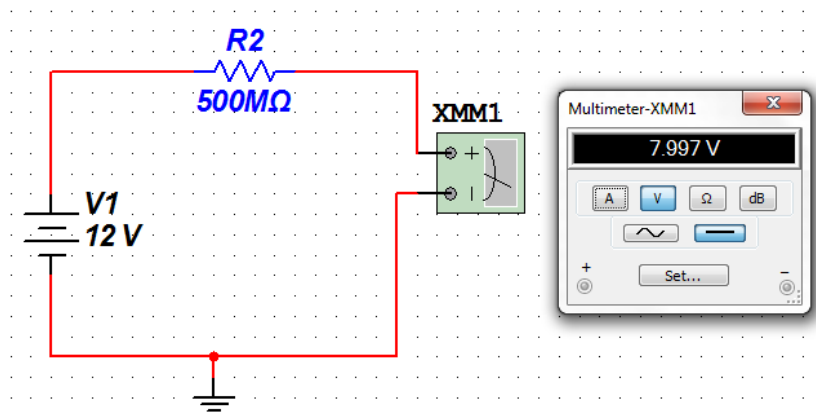 R2
500MΩ
XMM1
+
V1
12 V
Multimeter-XMM1
x
7.997 V
A V Ω dB
+ Set... −